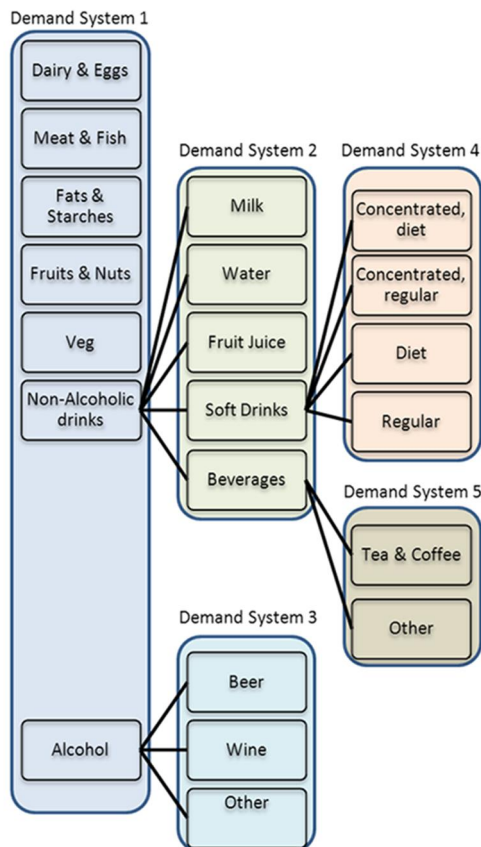 Demand System 1
Dairy & Eggs
Meat & Fish
Fats &
Starches
Fruits & Nuts
Veg
Non-Alcoholic
drinks
Alcohol
Demand System 2
Milk
Water
Fruit Juice
Soft Drinks
Beverages
Demand System 3
Beer
Wine
Other
Demand System 4
Concentrated,
diet
Concentrated,
regular
Diet
Regular
Demand System 5
Tea & Coffee
Other